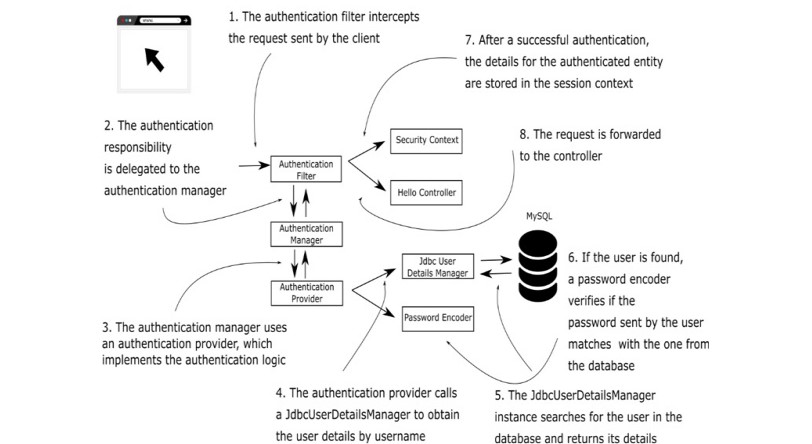 www.
1. The authentication filter intercepts
the request sent by the client
7. After a successful authentication,
the details for the authenticated entity
are stored in the session context
2. The authentication
responsibility
is delegated to the
authentication manager
8. The request is forwarded
to the controller
Authentication
Filter
Security Context
Hello Controller
Authentication
Manager
Authentication
Provider
Jdbc User
Details Manager
Password Encoder
MySQL
6. If the user is found,
a password encoder
verifies if the
password sent by the user
matches with the one from
the database
3. The authentication manager uses
an authentication provider, which
implements the authentication logic
4. The authentication provider calls
a JdbcUserDetailsManager to obtain
the user details by username
5. The JdbcUserDetailsManager
instance searches for the user in the
database and returns its details